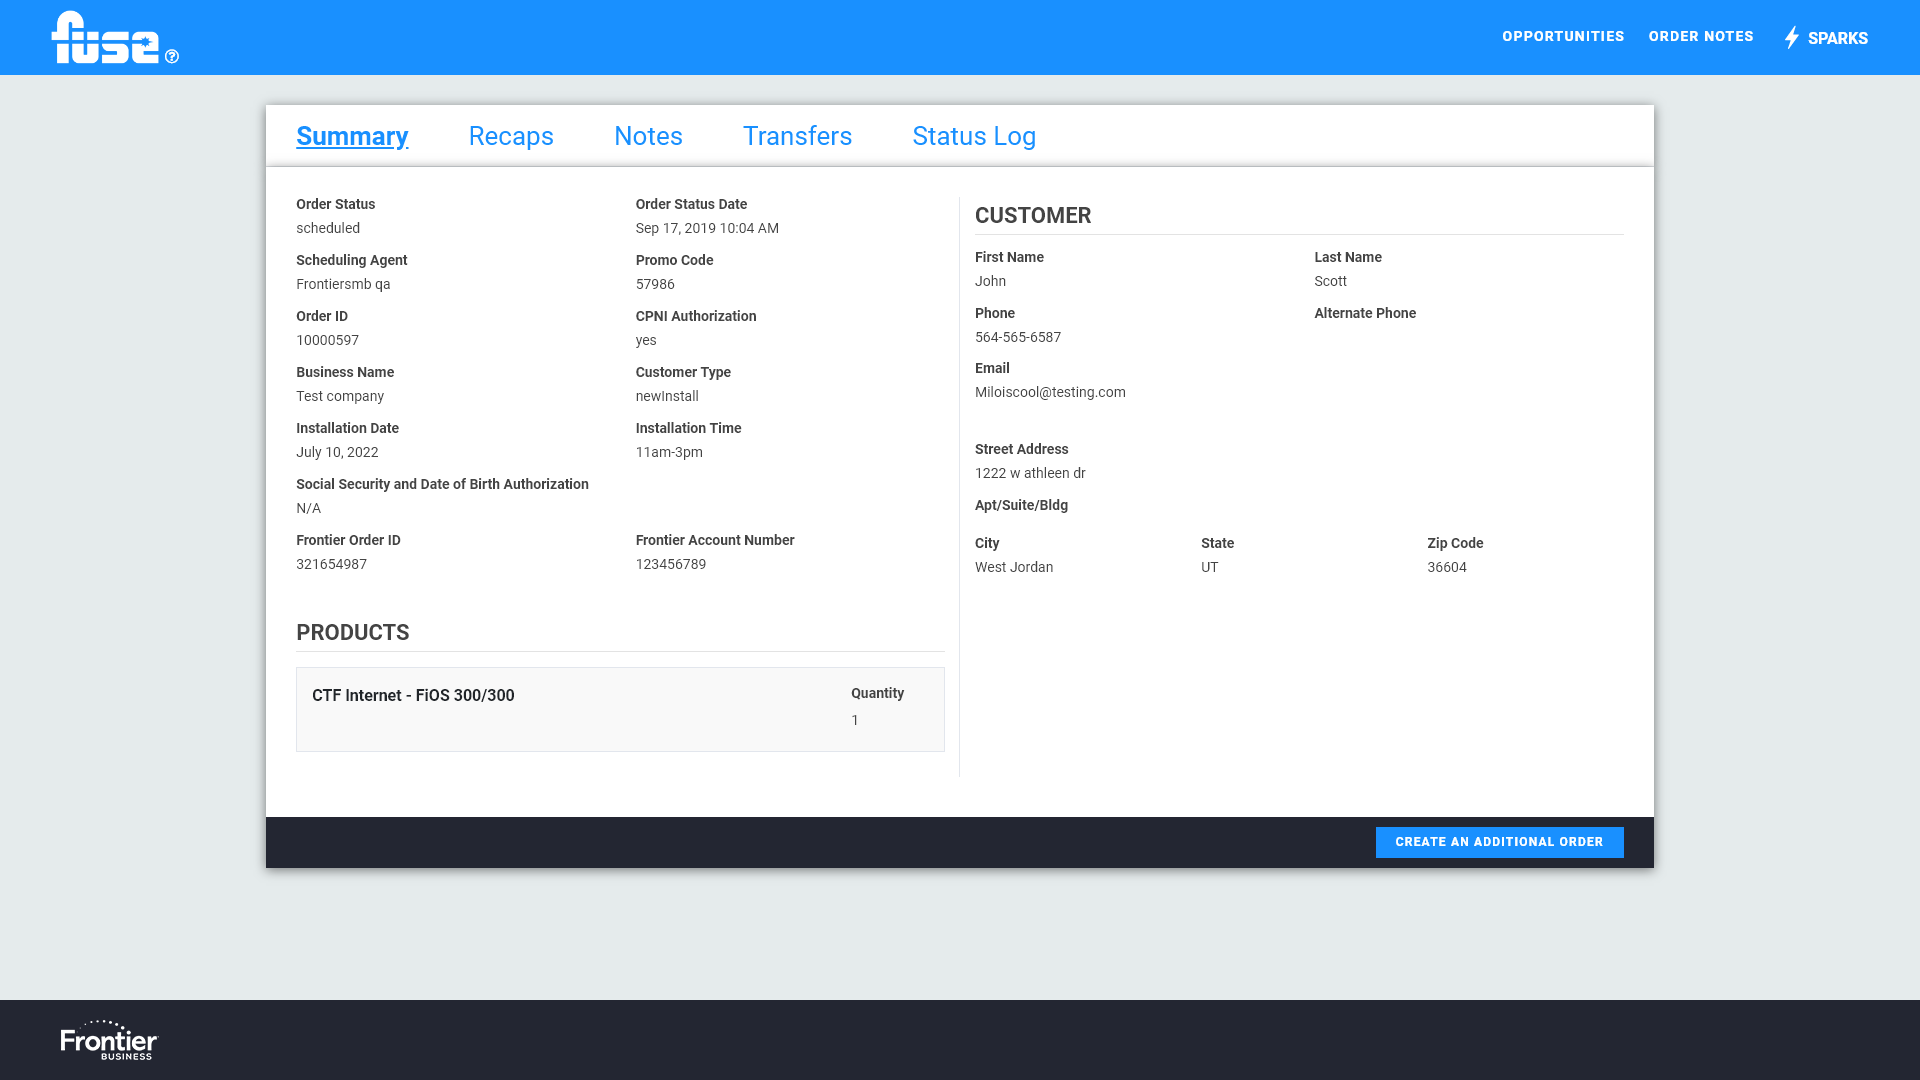 fuse ?
OPPORTUNITIES ORDER NOTES SPARKS
Summary Recaps Notes Transfers Status Log
Order Status
scheduled
Order Status Date
Sep 17, 2019 10:04 AM
Scheduling Agent
Frontiersmb qa
Promo Code
57986
Order ID
10000597
CPNI Authorization
yes
Business Name
Test company
Customer Type
newInstall
Installation Date
July 10, 2022
Installation Time
11am-3pm
Social Security and Date of Birth Authorization
N/A
Frontier Order ID
321654987
Frontier Account Number
123456789
PRODUCTS
CTF Internet - FiOS 300/300
Quantity
1
CUSTOMER
First Name
John
Last Name
Scott
Phone
564-565-6587
Alternate Phone
Email
Miloiscool@testing.com
Street Address
1222 w athleen dr
Apt/Suite/Bldg
City
West Jordan
State
UT
Zip Code
36604
CREATE AN ADDITIONAL ORDER
Frontier
BUSINESS